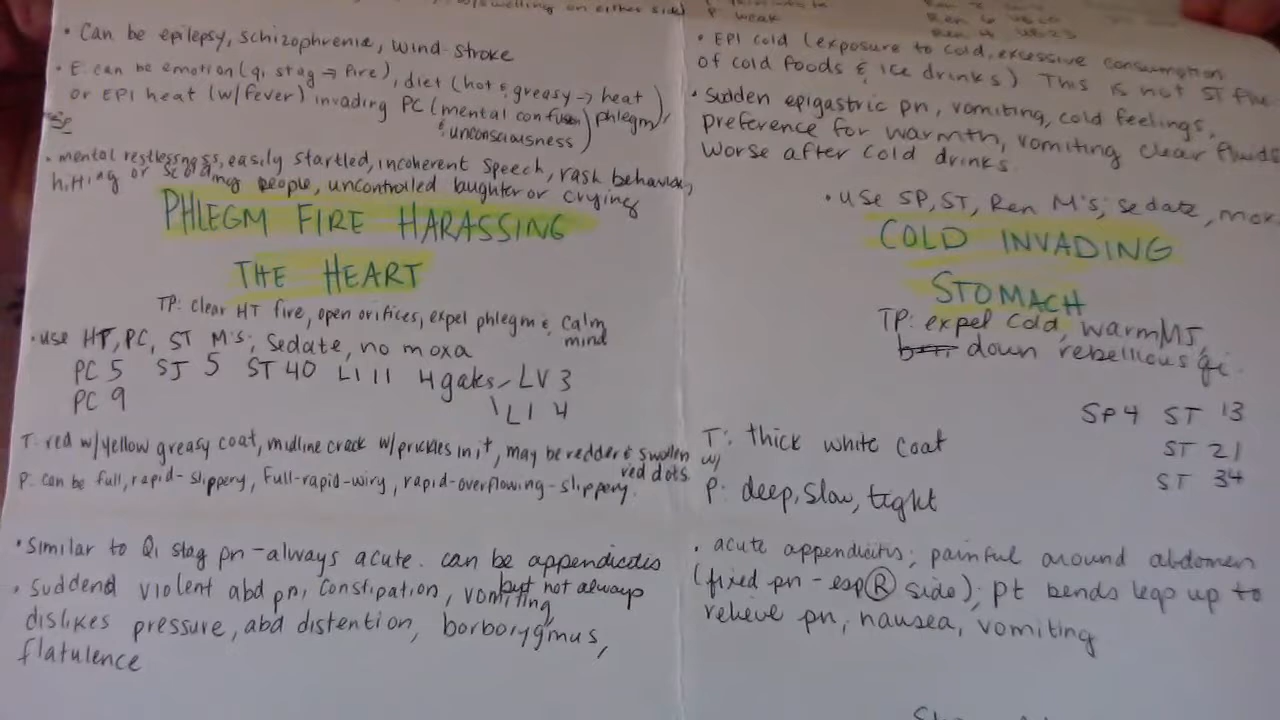 swelling on either side)
• Can be epilepsy, schizophrenia, wind-stroke
• E. can be emotion (qi stag → fire), diet (hot & greasy → heat phlegm),
or EPI heat (w/fever) invading PC (mental confusion
& unconsciousness)
SP
• mental restlessness, easily startled, incoherent speech, rash behavior,
hitting or scolding people, uncontrolled laughter or crying
PHLEGM FIRE HARASSING
THE HEART
TP: clear HT fire, open orifices, expel phlegm & calm
mind
• use HT, PC, ST M's; sedate, no moxa
PC 5 SJ 5 ST 40 LI 11 4 gaks - LV 3
PC 9 \ LI 4
T: red w/yellow greasy coat, midline crack w/prickles in it, may be redder & swollen
w/ red dots
P: can be full, rapid-slippery, full-rapid-wiry, rapid-overflowing-slippery
• Similar to Qi stag pn - always acute. can be appendicitis
but not always
• Suddend violent abd pn, constipation, vomiting
dislikes pressure, abd distention, borborygmus,
flatulence
P: weak
• EPI cold (exposure to cold, excessive consumption
of cold foods & ice drinks) This is not ST
• Sudden epigastric pn, vomiting, cold feelings,
preference for warmth, vomiting clear fluids
worse after cold drinks.
• use SP, ST, Ren M's; sedate, mox
COLD INVADING
STOMACH
TP: expel cold, warm MJ,
down rebellious qi.
SP4 ST 13
ST 21
ST 34
T: thick white coat
P: deep, slow, tight
• acute appendicitis; painful around abdomen
(fixed pn - esp R side); pt bends legs up to
relieve pn, nausea, vomiting